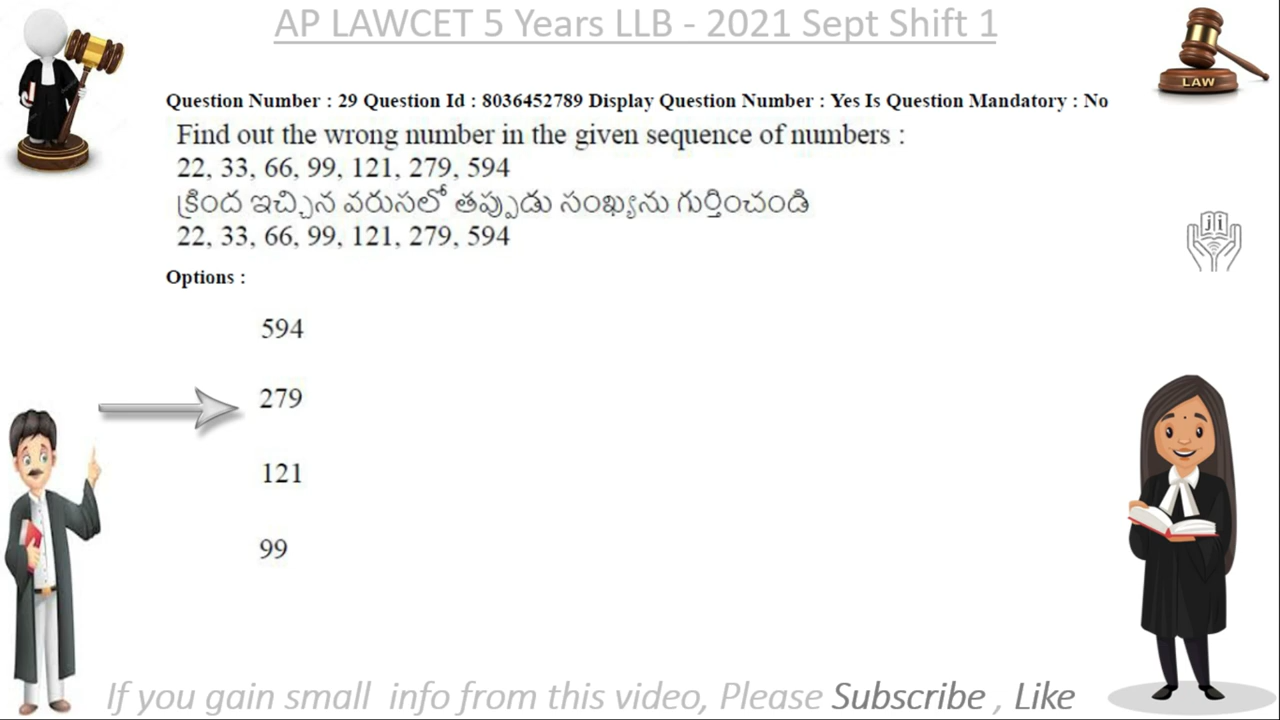 AP LAWCET 5 Years LLB - 2021 Sept Shift 1
LAW
Question Number : 29 Question Id : 8036452789 Display Question Number : Yes Is Question Mandatory : No
Find out the wrong number in the given sequence of numbers :
22, 33, 66, 99, 121, 279, 594
క్రింద ఇచ్చిన వరుసలో తప్పుడు సంఖ్యను గుర్తించండి
22, 33, 66, 99, 121, 279, 594
ji
Options :
594
279
121
99
If you gain small info from this video, Please Subscribe , Like